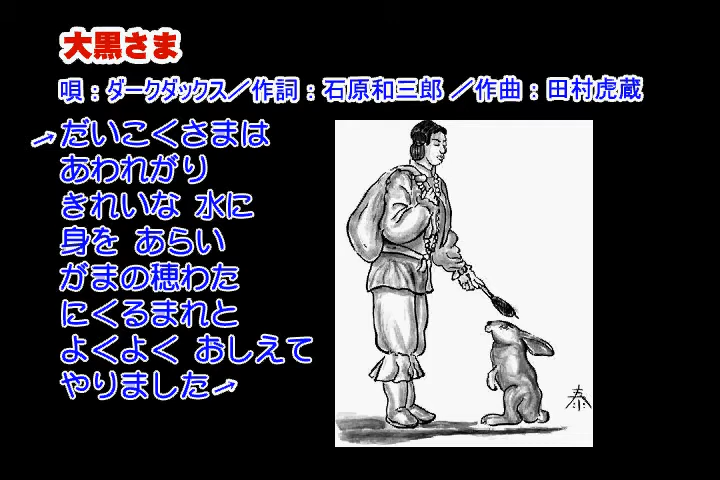 大黒さま
唄：ダークダックス／作詞：石原和三郎／作曲：田村虎蔵
→だいこくさまは
あわれがり
きれいな 水に
身を あらい
がまの穂わた
にくるまれと
よくよく おしえて
やりました→
泰